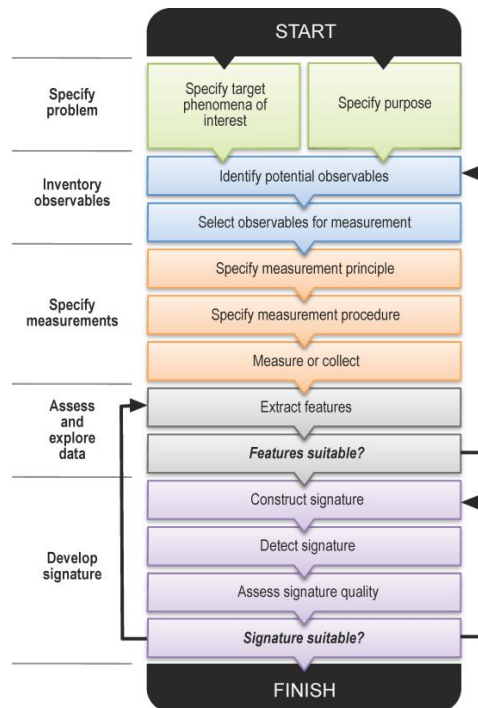 START
Specify
problem
Specify target
phenomena of
interest
Specify purpose
Inventory
observables
Identify potential observables
Select observables for measurement
Specify
measurements
Specify measurement principle
Specify measurement procedure
Measure or collect
Assess
and
explore
data
Extract features
Features suitable?
Develop
signature
Construct signature
Detect signature
Assess signature quality
Signature suitable?
FINISH